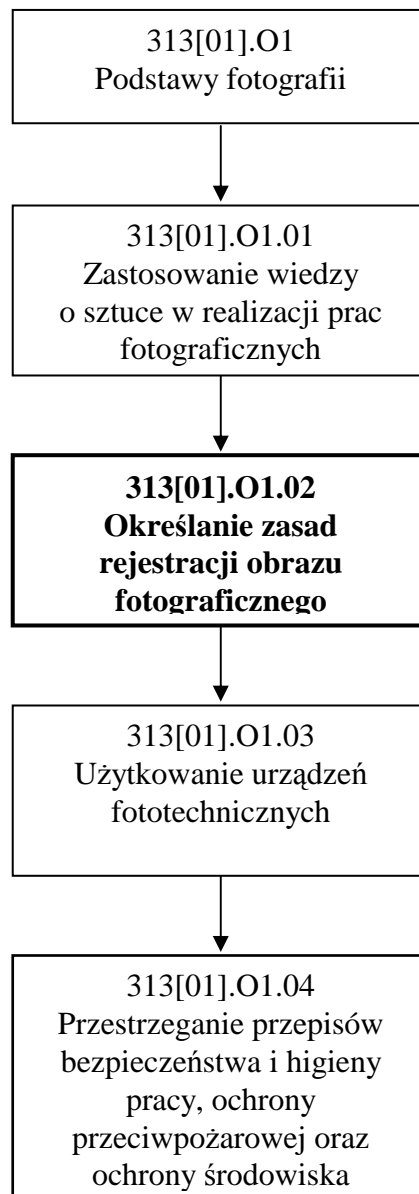 313[01].O1
Podstawy fotografii
313[01].O1.01
Zastosowanie wiedzy
o sztuce w realizacji prac
fotograficznych
313[01].O1.02
Określanie zasad
rejestracji obrazu
fotograficznego
313[01].O1.03
Użytkowanie urządzeń
fototechnicznych
313[01].O1.04
Przestrzeganie przepisów
bezpieczeństwa i higieny
pracy, ochrony
przeciwpożarowej oraz
ochrony środowiska